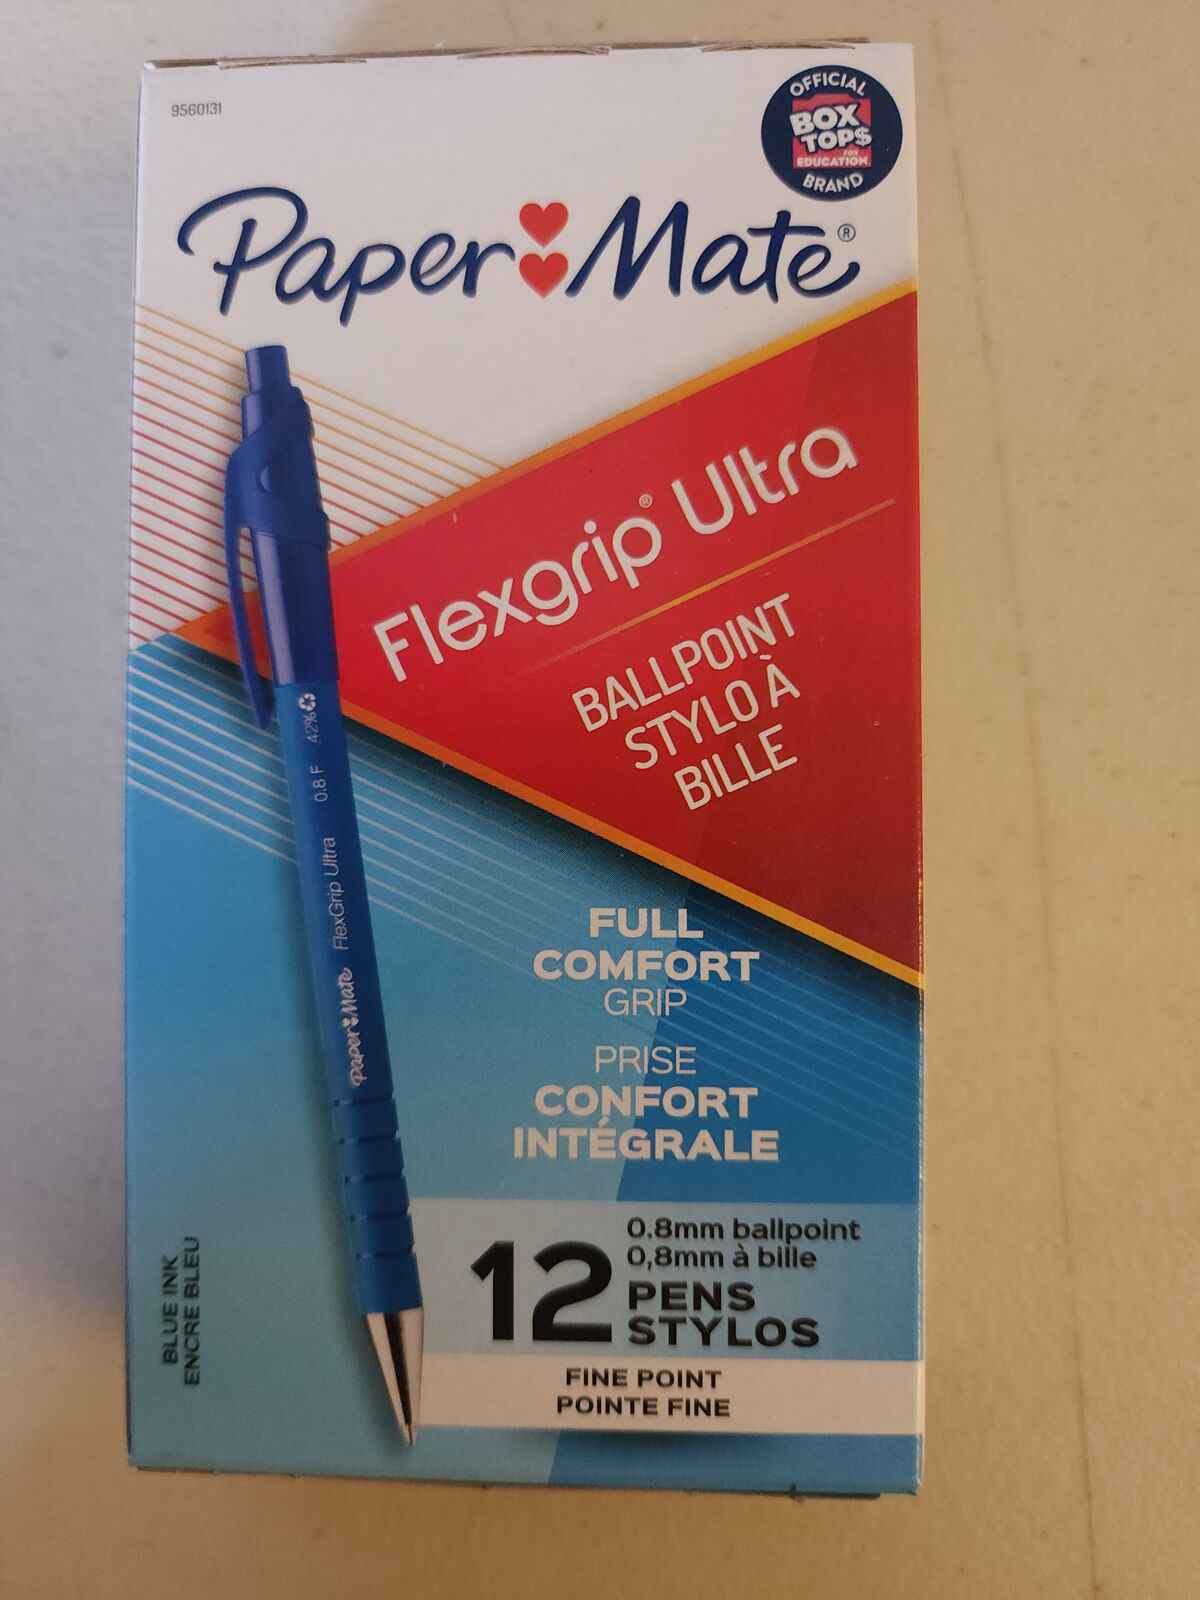 9560131
OFFICIAL
BOX
TOP$
FOR
EDUCATION
BRAND
Paper Mate®
Flexgrip® Ultra
BALLPOINT
STYLO À
BILLE
42%
0.8 F
FlexGrip Ultra
Paper Mate
FULL
COMFORT
GRIP
PRISE
CONFORT
INTÉGRALE
BLUE INK
ENCRE BLEU
12
0.8mm ballpoint
0,8mm à bille
PENS
STYLOS
FINE POINT
POINTE FINE